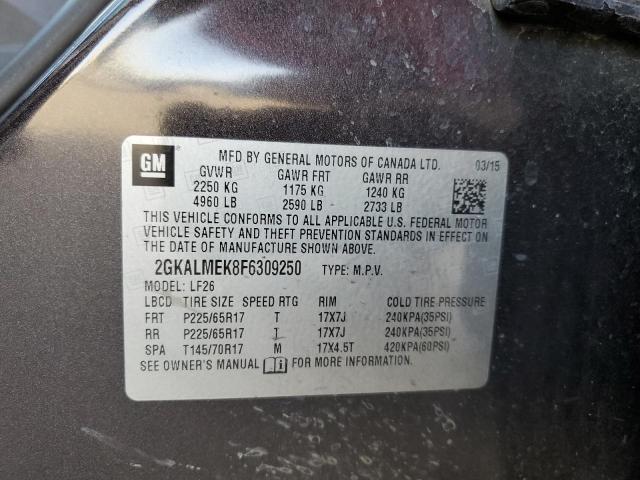 GM
MFD BY GENERAL MOTORS OF CANADA LTD. 03/15
GVWR GAWR FRT GAWR RR
2250 KG 1175 KG 1240 KG
4960 LB 2590 LB 2733 LB
THIS VEHICLE CONFORMS TO ALL APPLICABLE U.S. FEDERAL MOTOR
VEHICLE SAFETY AND THEFT PREVENTION STANDARDS IN EFFECT
ON THE DATE OF MANUFACTURE SHOWN ABOVE.
2GKALMEK8F6309250 TYPE: M.P.V.
MODEL: LF26
LBCD TIRE SIZE SPEED RTG RIM COLD TIRE PRESSURE
FRT P225/65R17 T 17X7J 240KPA(35PSI)
RR P225/65R17 T 17X7J 240KPA(35PSI)
SPA T145/70R17 M 17X4.5T 420KPA(60PSI)
SEE OWNER'S MANUAL i FOR MORE INFORMATION.